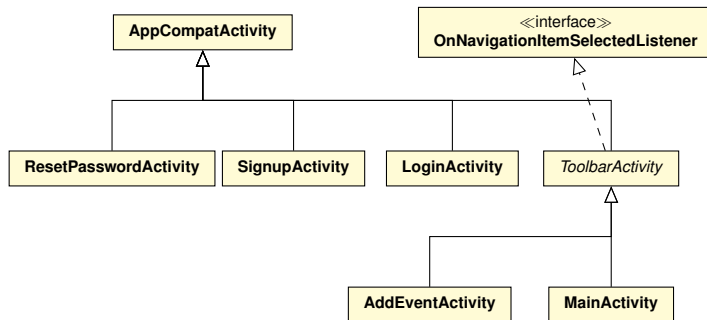 AppCompatActivity
≪interface≫
OnNavigationItemSelectedListener
ResetPasswordActivity
SignupActivity
LoginActivity
ToolbarActivity
AddEventActivity
MainActivity